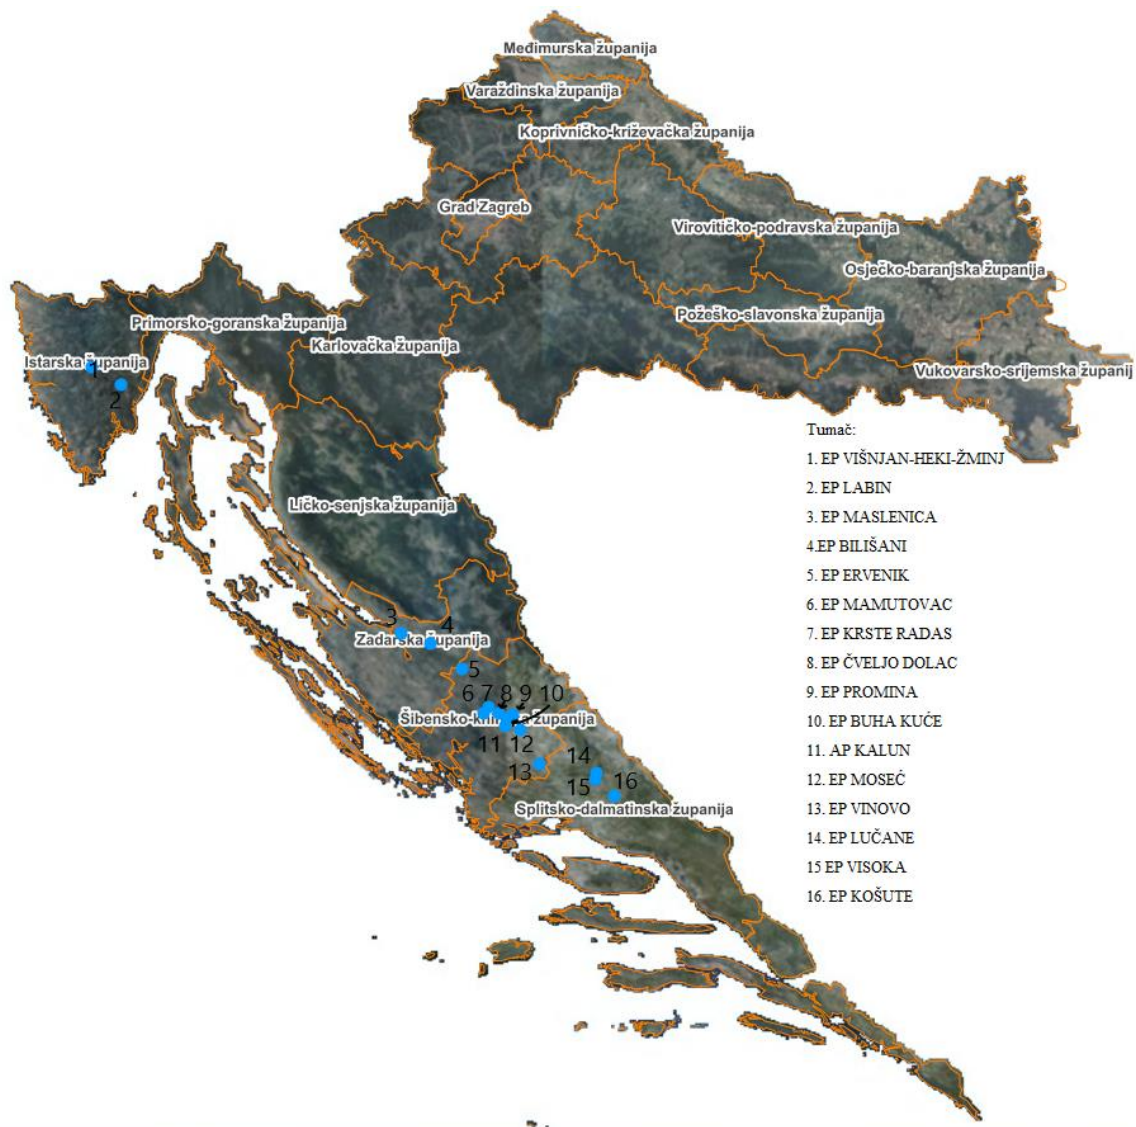 Međimurska županija
Varaždinska županija
Koprivničko-križevačka županija
Grad Zagreb
Virovitičko-podravska županija
Osječko-baranjska županija
Primorsko-goranska županija
Požeško-slavonska županija
Karlovačka županija
Istarska županija
1
Vukovarsko-srijemska županij
2
Ličko-senjska županija
3
4
Zadarska županija
5
6 7 8 9 10
Šibensko-kninska županija
11 12
13 14
15 16
Splitsko-dalmatinska županija
Tumač:
1. EP VIŠNJAN-HEKI-ŽMINJ
2. EP LABIN
3. EP MASLENICA
4.EP BILIŠANI
5. EP ERVENIK
6. EP MAMUTOVAC
7. EP KRSTE RADAS
8. EP ČVELJO DOLAC
9. EP PROMINA
10. EP BUHA KUĆE
11. AP KALUN
12. EP MOSEĆ
13. EP VINOVO
14. EP LUČANE
15 EP VISOKA
16. EP KOŠUTE